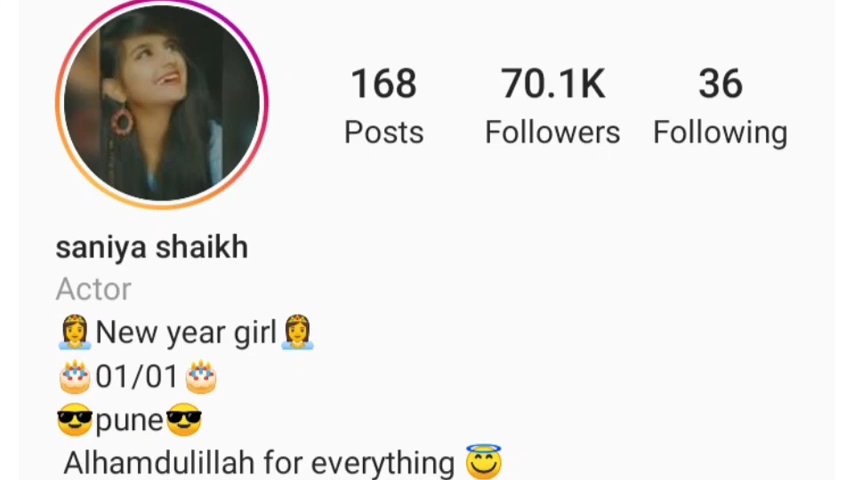 168 70.1K 36
Posts Followers Following
saniya shaikh
Actor
👸New year girl👸
🎂01/01🎂
😎pune😎
Alhamdulillah for everything 😇